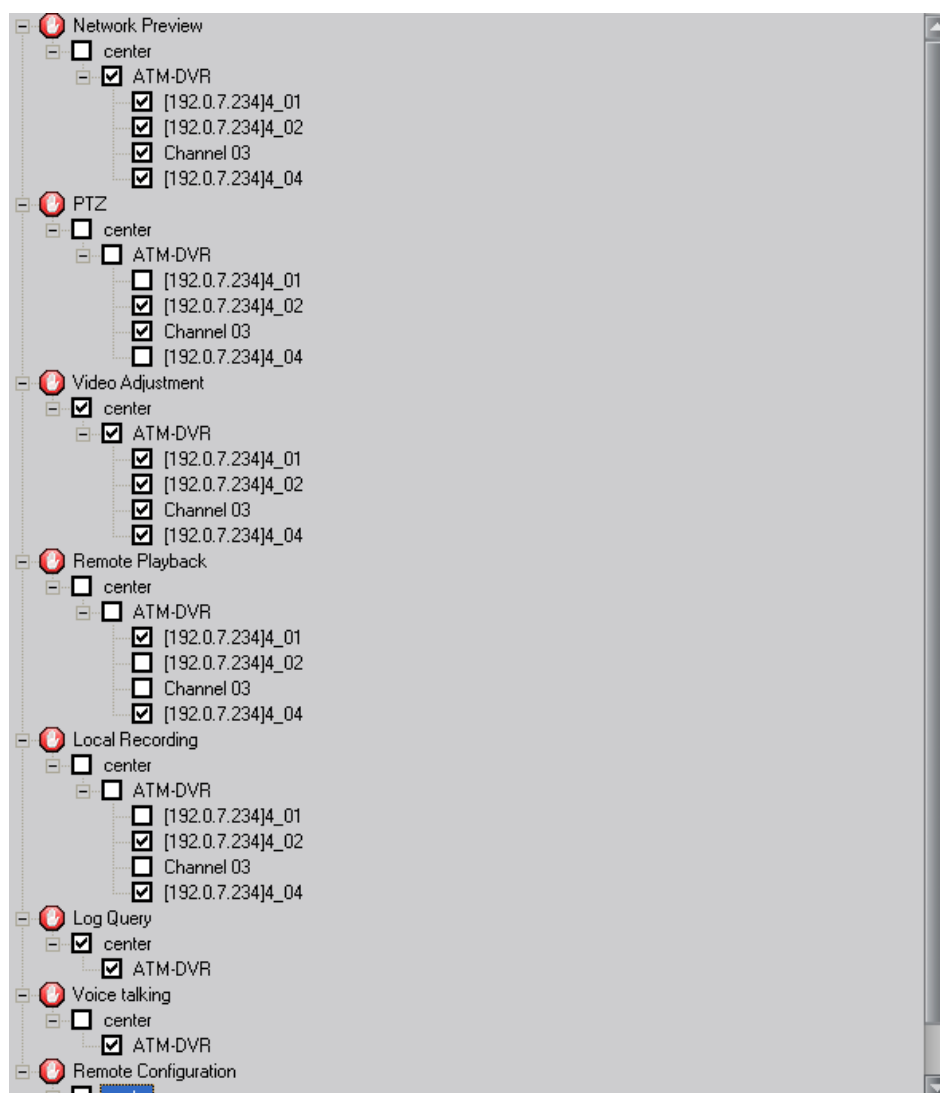 Network Preview
center
ATM-DVR
[192.0.7.234]4_01
[192.0.7.234]4_02
Channel 03
[192.0.7.234]4_04
PTZ
center
ATM-DVR
[192.0.7.234]4_01
[192.0.7.234]4_02
Channel 03
[192.0.7.234]4_04
Video Adjustment
center
ATM-DVR
[192.0.7.234]4_01
[192.0.7.234]4_02
Channel 03
[192.0.7.234]4_04
Remote Playback
center
ATM-DVR
[192.0.7.234]4_01
[192.0.7.234]4_02
Channel 03
[192.0.7.234]4_04
Local Recording
center
ATM-DVR
[192.0.7.234]4_01
[192.0.7.234]4_02
Channel 03
[192.0.7.234]4_04
Log Query
center
ATM-DVR
Voice talking
center
ATM-DVR
Remote Configuration